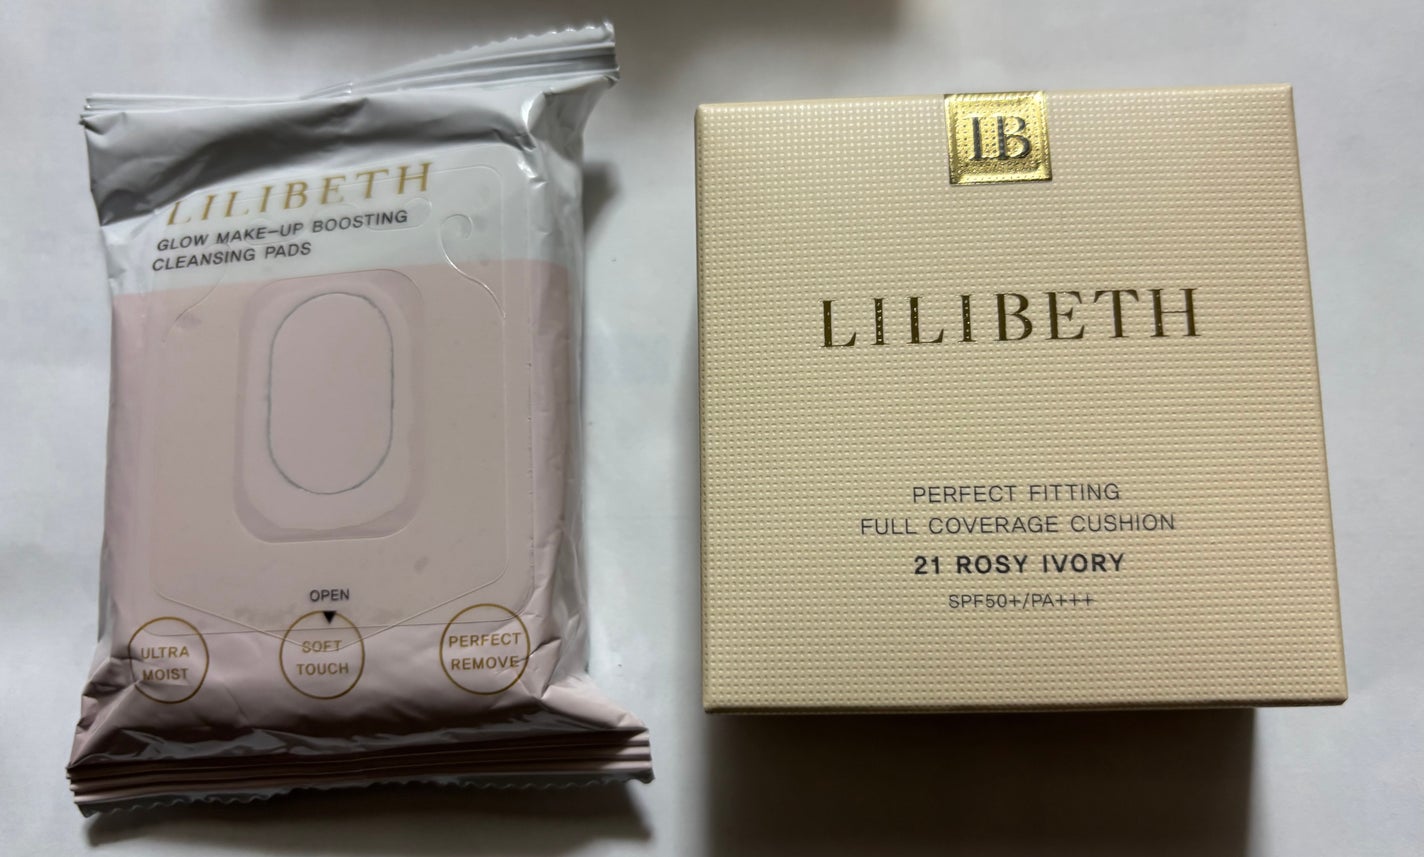 LILIBETH
GLOW MAKE-UP BOOSTING
CLEANSING PADS
OPEN
ULTRA
MOIST
SOFT
TOUCH
PERFECT
REMOVE
LB
LILIBETH
PERFECT FITTING
FULL COVERAGE CUSHION
21 ROSY IVORY
SPF50+/PA+++